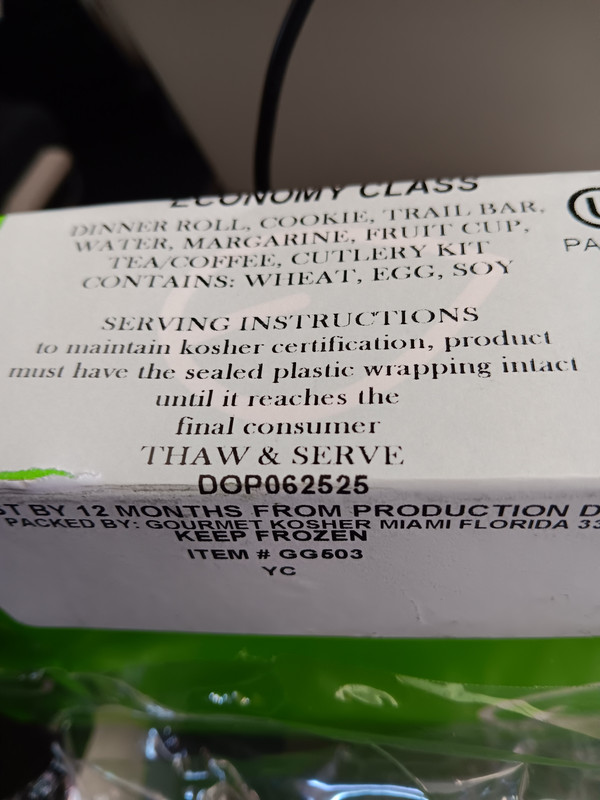 ECONOMY CLASS
DINNER ROLL, COOKIE, TRAIL BAR,
WATER, MARGARINE, FRUIT CUP,
TEA/COFFEE, CUTLERY KIT
CONTAINS: WHEAT, EGG, SOY
U
PA
SERVING INSTRUCTIONS
to maintain kosher certification, product
must have the sealed plastic wrapping intact
until it reaches the
final consumer
THAW & SERVE
DOP062525
ST BY 12 MONTHS FROM PRODUCTION D
PACKED BY: GOURMET KOSHER MIAMI FLORIDA 33
KEEP FROZEN
ITEM # GG503
YC